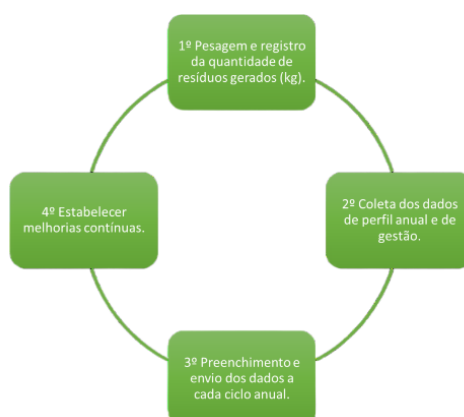 1º Pesagem e registro
da quantidade de
resíduos gerados (kg).
2º Coleta dos dados
de perfil anual e de
gestão.
3º Preenchimento e
envio dos dados a
cada ciclo anual.
4º Estabelecer
melhorias contínuas.